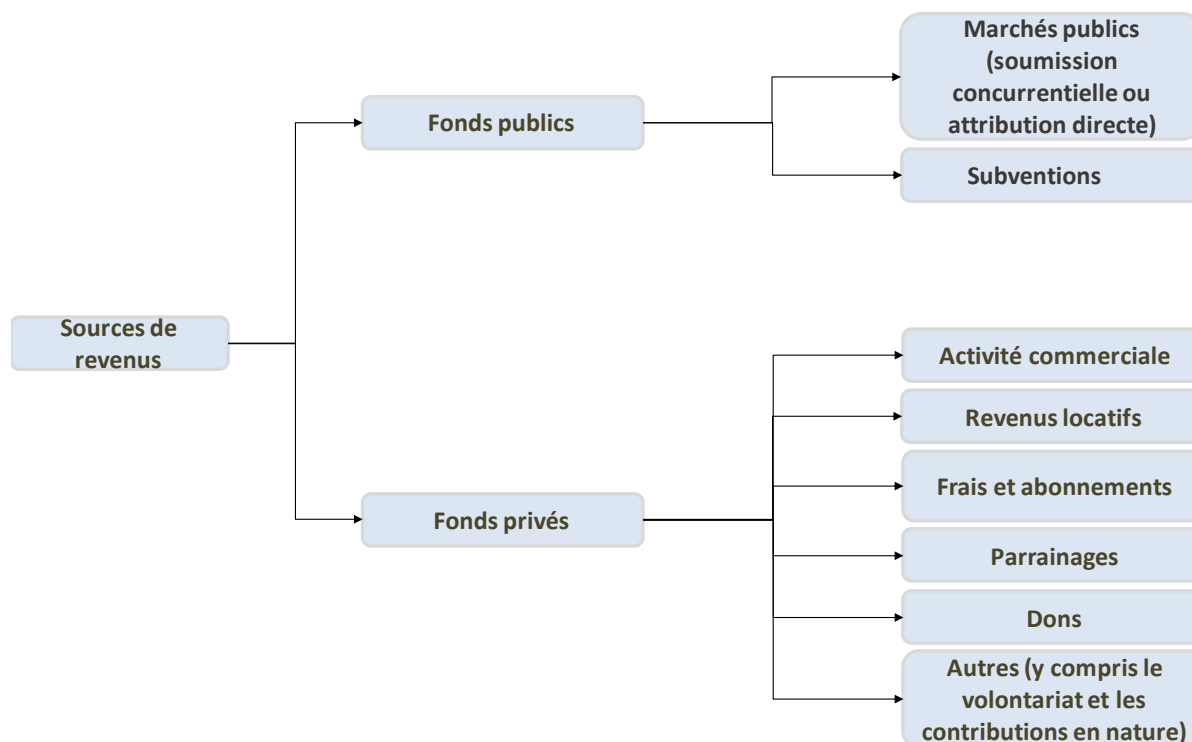 Marchés publics
(soumission
concurrentielle ou
attribution directe)
Fonds publics
Subventions
Sources de
revenus
Activité commerciale
Revenus locatifs
Frais et abonnements
Fonds privés
Parrainages
Dons
Autres (y compris le
volontariat et les
contributions en nature)